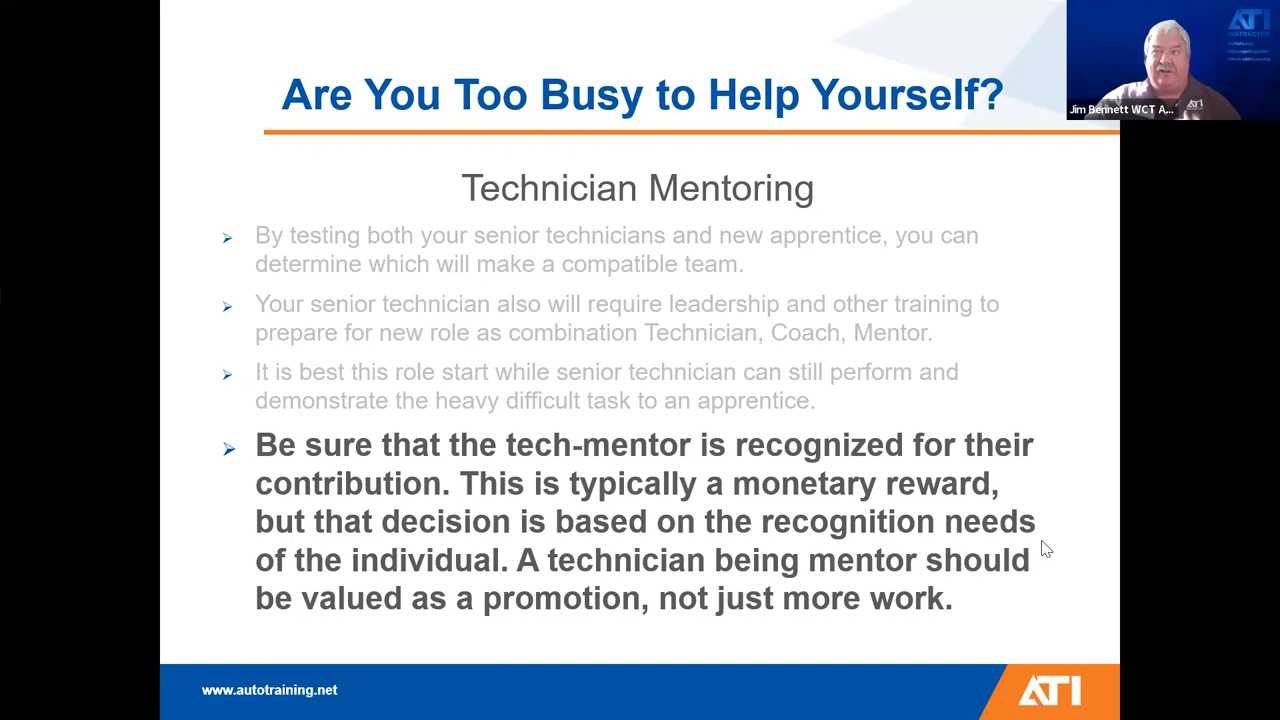 Are You Too Busy to Help Yourself?
ATI
INSTRUCTOR
Jim Bennett WCT A...
Technician Mentoring
By testing both your senior technicians and new apprentice, you can
determine which will make a compatible team.
Your senior technician also will require leadership and other training to
prepare for new role as combination Technician, Coach, Mentor.
It is best this role start while senior technician can still perform and
demonstrate the heavy difficult task to an apprentice.
Be sure that the tech-mentor is recognized for their
contribution. This is typically a monetary reward,
but that decision is based on the recognition needs
of the individual. A technician being mentor should
be valued as a promotion, not just more work.
www.autotraining.net
ATI